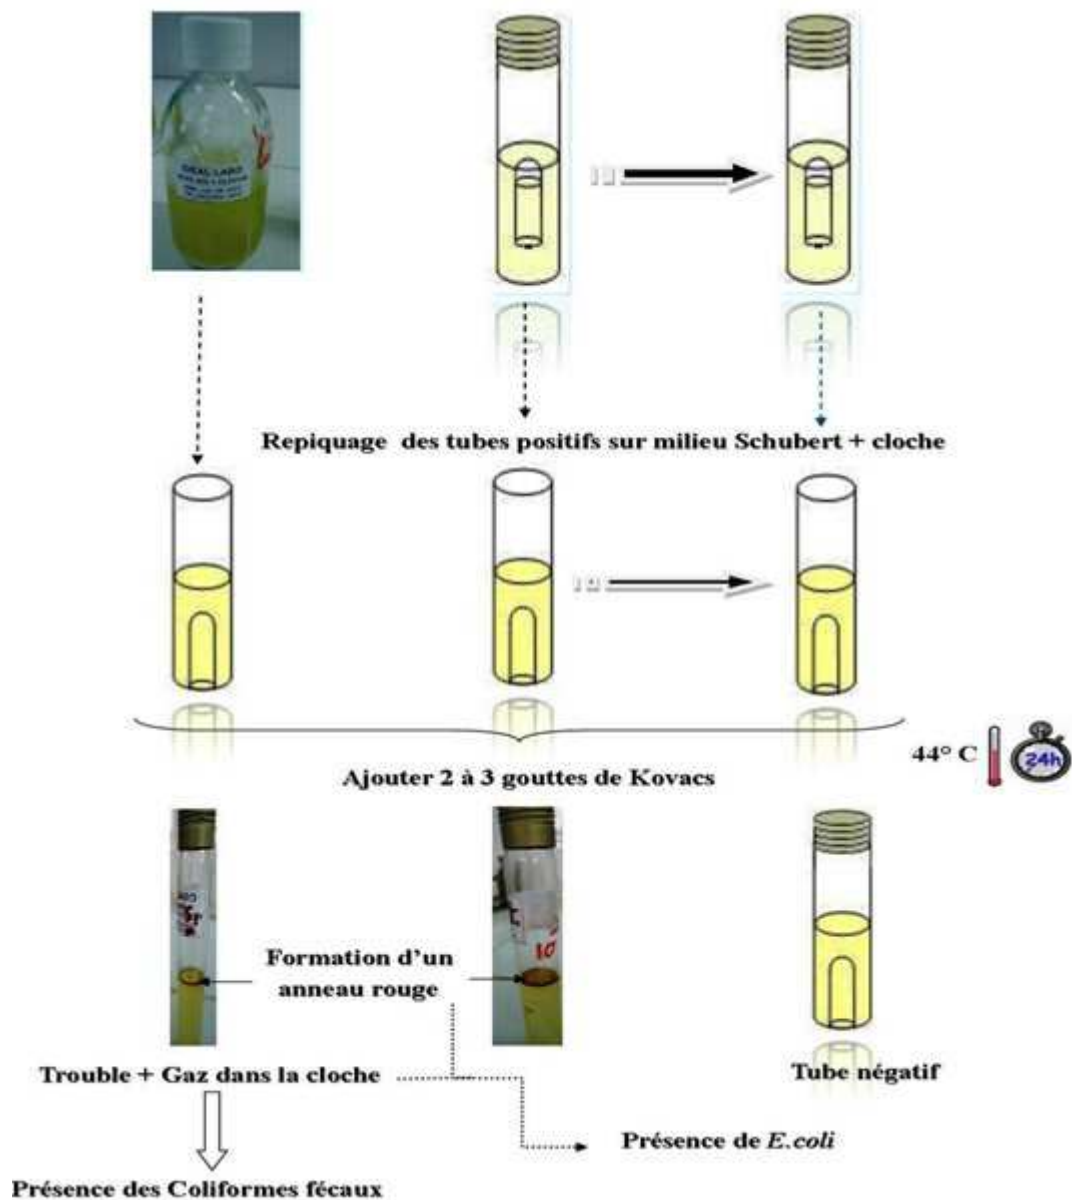 Repiquage des tubes positifs sur milieu Schubert + cloche
44° C
24h
Ajouter 2 à 3 gouttes de Kovacs
10
Formation d'un
anneau rouge
Trouble + Gaz dans la cloche
Tube négatif
Présence de E.coli
Présence des Coliformes fécaux